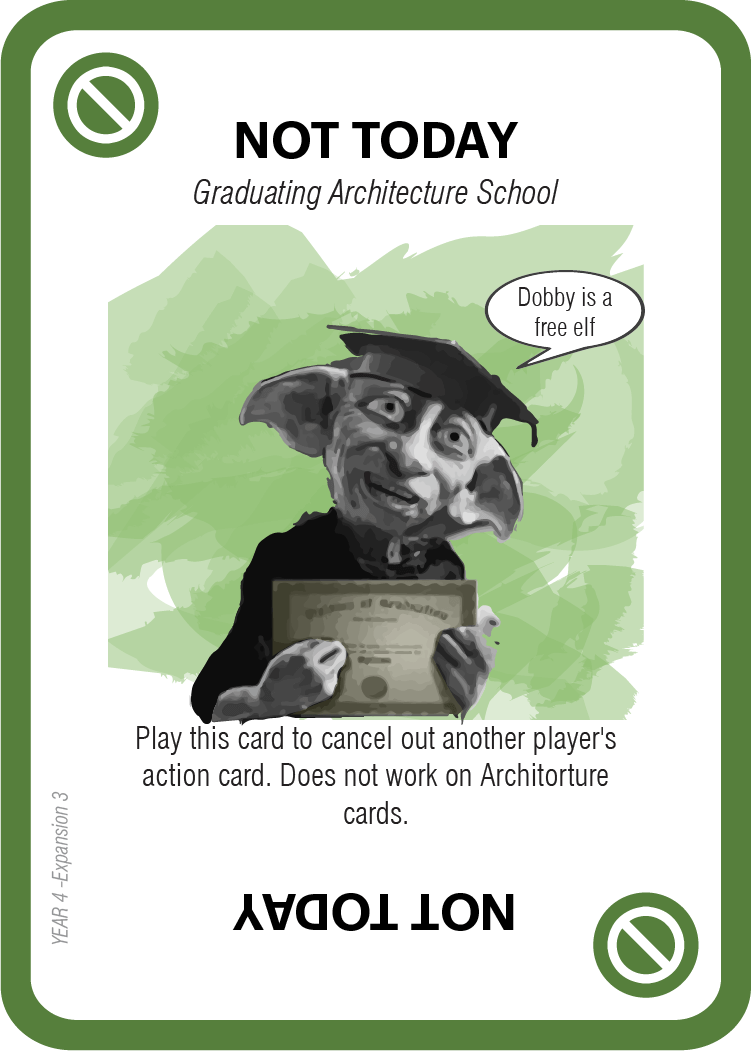 NOT TODAY
Graduating Architecture School
Dobby is a
free elf
Play this card to cancel out another player's
action card. Does not work on Architorture
cards.
YEAR 4 -Expansion 3
NOT TODAY